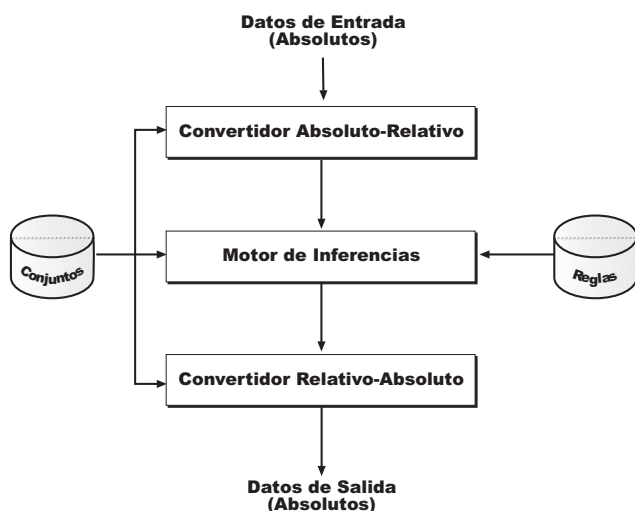 Datos de Entrada
(Absolutos)
Convertidor Absoluto-Relativo
Conjuntos
Motor de Inferencias
Reglas
Convertidor Relativo-Absoluto
Datos de Salida
(Absolutos)